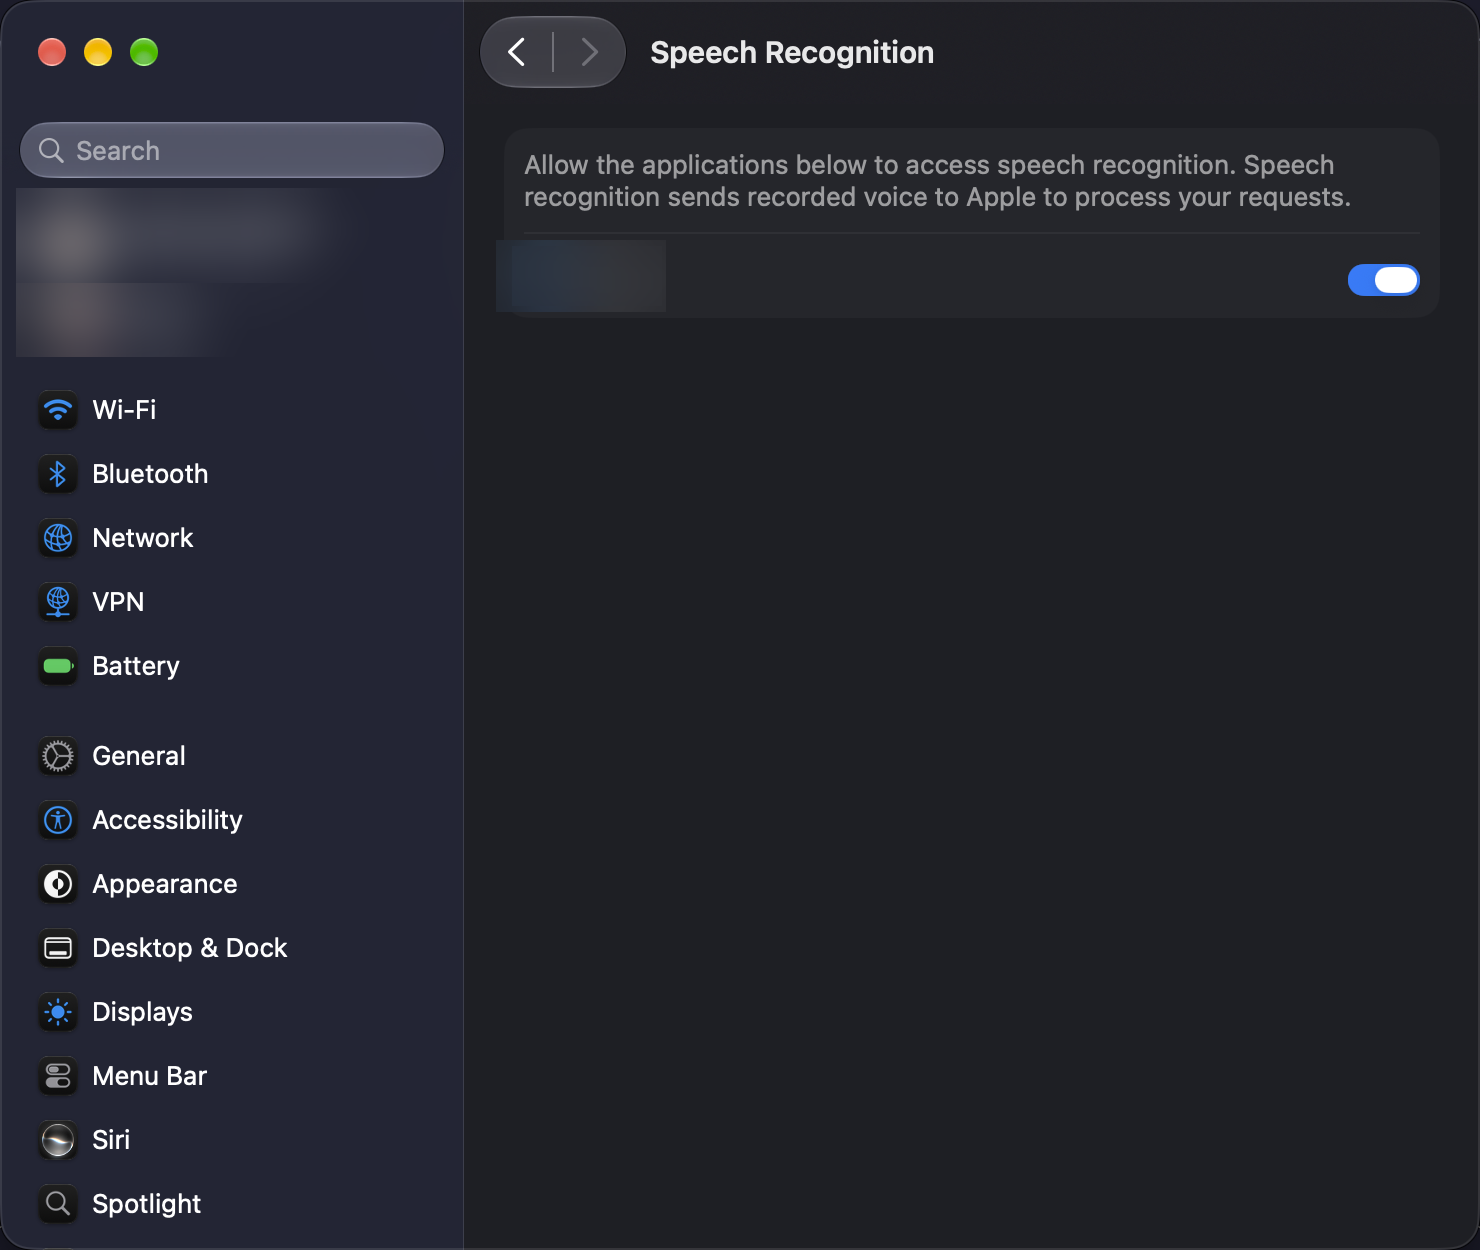 Search
Wi-Fi
Bluetooth
Network
VPN
Battery
General
Accessibility
Appearance
Desktop & Dock
Displays
Menu Bar
Siri
Spotlight
Speech Recognition
Allow the applications below to access speech recognition. Speech
recognition sends recorded voice to Apple to process your requests.